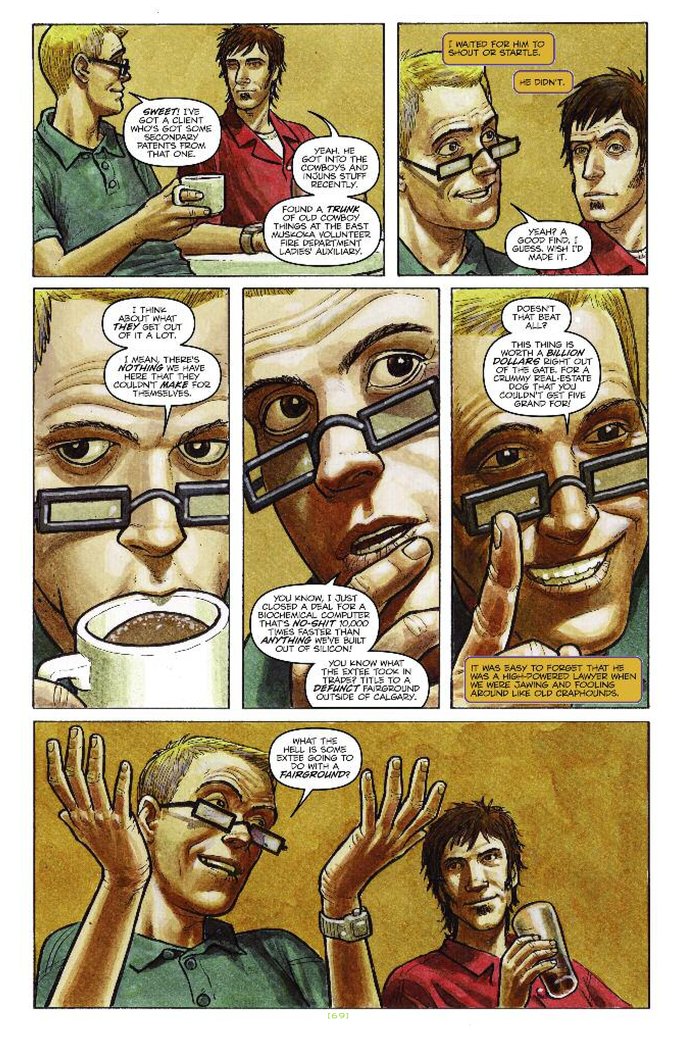 SWEET! I'VE
GOT A CLIENT
WHO'S GOT SOME
SECONDARY
PATENTS FROM
THAT ONE.
YEAH. HE
GOT INTO THE
COWBOYS AND
INJUNS STUFF
RECENTLY.
FOUND A TRUNK
OF OLD COWBOY
THINGS AT THE EAST
MUSKOKA VOLUNTEER
FIRE DEPARTMENT
LADIES' AUXILIARY.
I WAITED FOR HIM TO
SHOUT OR STARTLE.
HE DIDN'T.
YEAH? A
GOOD FIND, I
GUESS. WISH I'D
MADE IT.
I THINK
ABOUT WHAT
THEY GET OUT
OF IT A LOT.
I MEAN, THERE'S
NOTHING WE HAVE
HERE THAT THEY
COULDN'T MAKE FOR
THEMSELVES.
YOU KNOW, I JUST
CLOSED A DEAL FOR A
BIOCHEMICAL COMPUTER
THAT'S NO-SHIT 10,000
TIMES FASTER THAN
ANYTHING WE'VE BUILT
OUT OF SILICON!
YOU KNOW WHAT
THE EXTEE TOOK IN
TRADE? TITLE TO A
DEFUNCT FAIRGROUND
OUTSIDE OF CALGARY.
DOESN'T
THAT BEAT
ALL?
THIS THING IS
WORTH A BILLION
DOLLARS RIGHT OUT
OF THE GATE. FOR A
CRUMMY REAL-ESTATE
DOG THAT YOU
COULDN'T GET FIVE
GRAND FOR!
IT WAS EASY TO FORGET THAT HE
WAS A HIGH-POWERED LAWYER WHEN
WE WERE JAWING AND FOOLING
AROUND LIKE OLD CRAPHOUNDS.
WHAT THE
HELL IS SOME
EXTEE GOING TO
DO WITH A
FAIRGROUND?
[69]